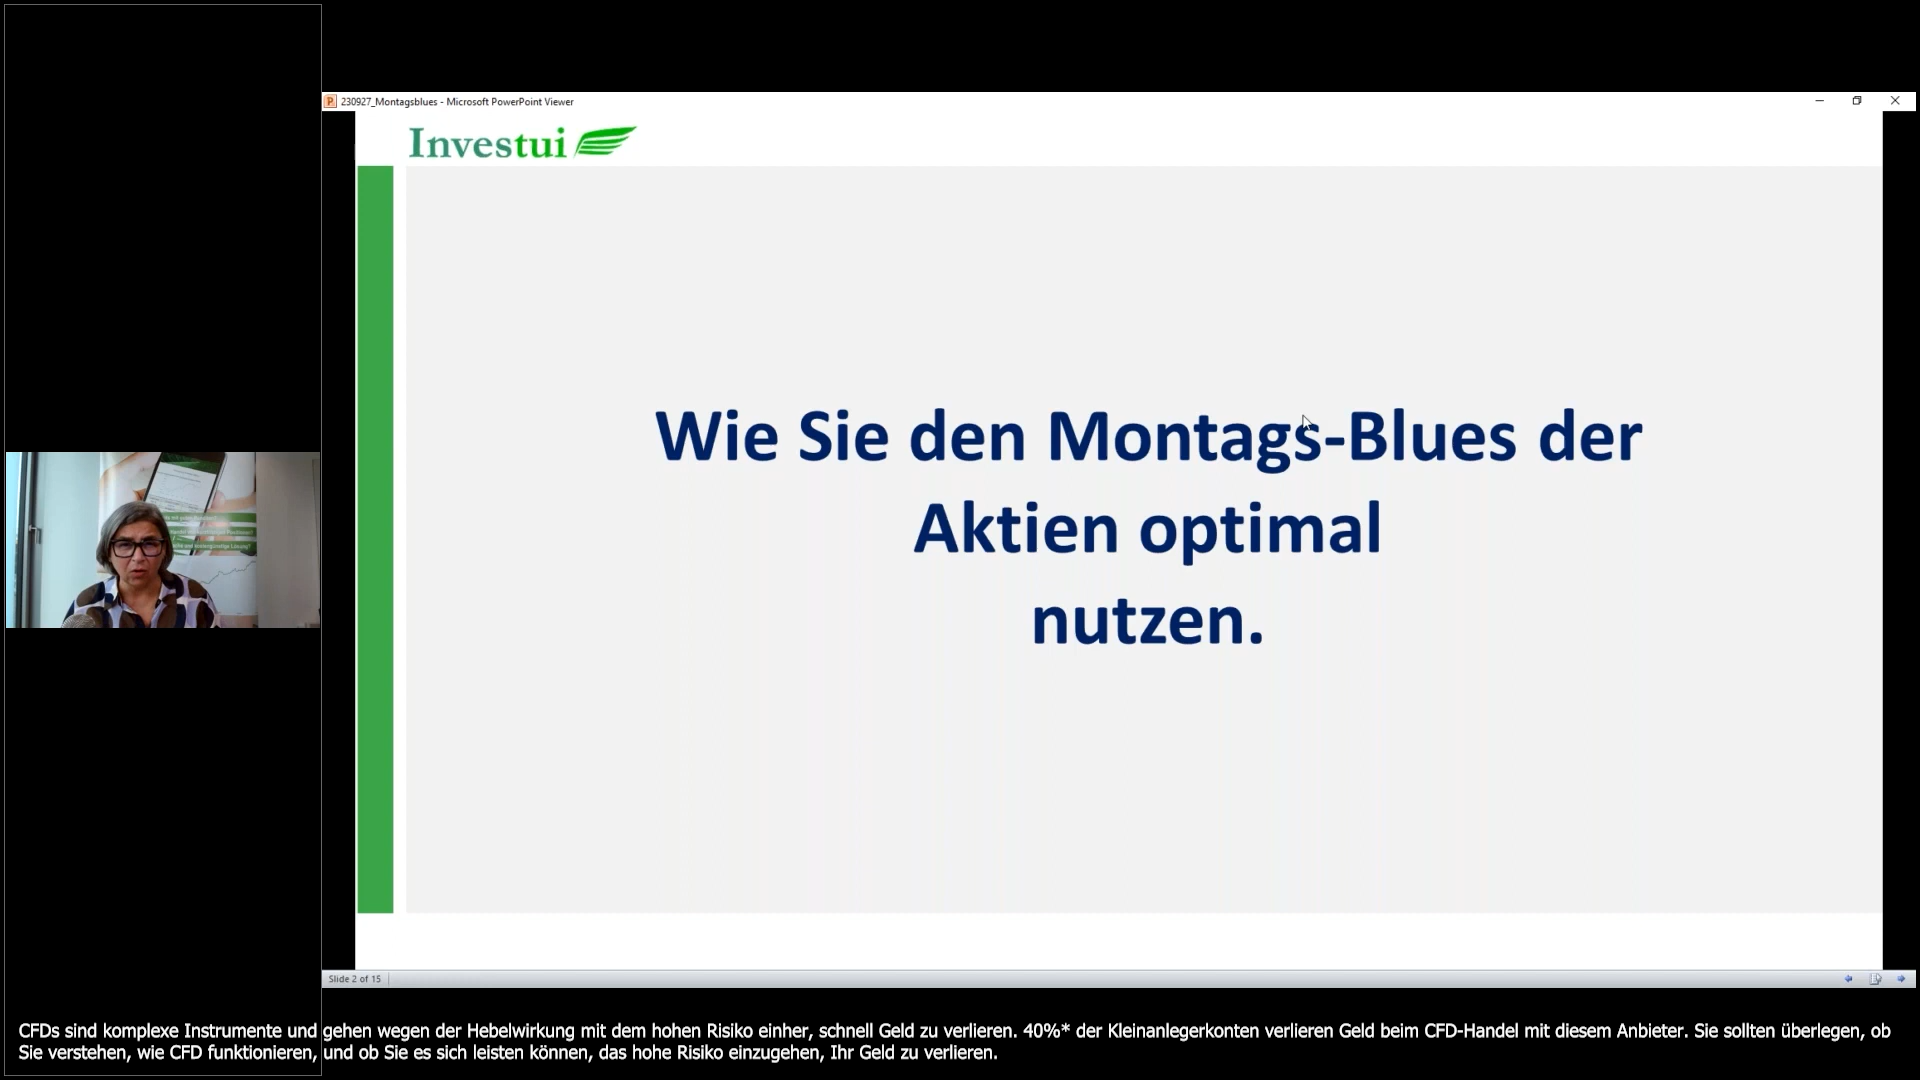 230927_Montagsblues - Microsoft PowerPoint Viewer
Investui
Wie Sie den Montags-Blues der
Aktien optimal
nutzen.
Slide 2 of 15
CFDs sind komplexe Instrumente und gehen wegen der Hebelwirkung mit dem hohen Risiko einher, schnell Geld zu verlieren. 40%* der Kleinanlegerkonten verlieren Geld beim CFD-Handel mit diesem Anbieter. Sie sollten überlegen, ob
Sie verstehen, wie CFD funktionieren, und ob Sie es sich leisten können, das hohe Risiko einzugehen, Ihr Geld zu verlieren.